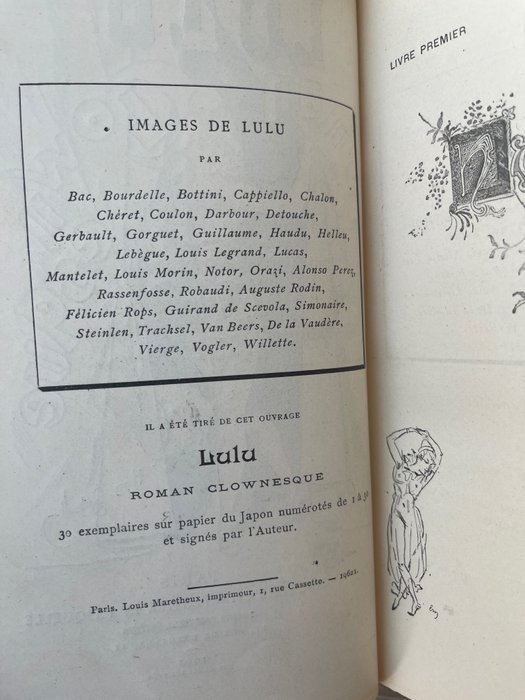 IMAGES DE LULU
PAR
Bac, Bourdelle, Bottini, Cappiello, Chalon,
Chéret, Coulon, Darbour, Detouche,
Gerbault, Gorguet, Guillaume, Haudu, Helleu,
Lebègue, Louis Legrand, Lucas,
Mantelet, Louis Morin, Notor, Orazi, Alonso Perez,
Rassenfosse, Robaudi, Auguste Rodin,
Félicien Rops, Guirand de Scevola, Simonaire,
Steinlen, Trachsel, Van Beers, De la Vaudère,
Vierge, Vogler, Willette.
IL A ÉTÉ TIRÉ DE CET OUVRAGE
Lulu
ROMAN CLOWNESQUE
30 exemplaires sur papier du Japon numérotés de 1 à 30
et signés par l'Auteur.
Paris. Louis Maretheux, imprimeur, 1, rue Cassette. — 19621.
LIVRE PREMIER